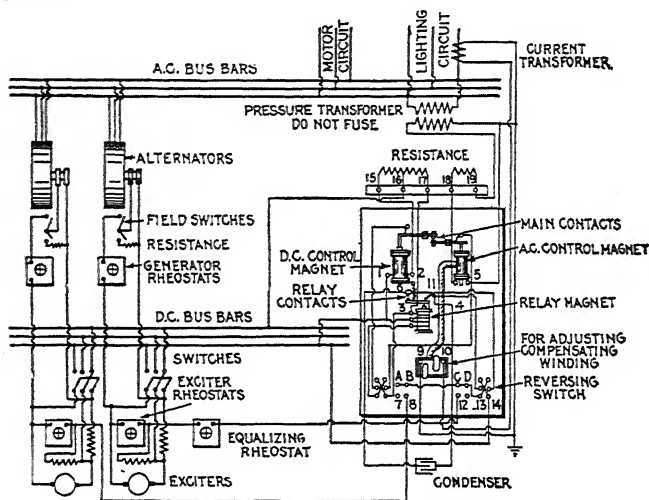 MOTOR
CIRCUIT
LIGHTING
CIRCUIT
CURRENT
TRANSFORMER
A.C. BUS BARS
PRESSURE TRANSFORMER
DO NOT FUSE
RESISTANCE
15 16 17 18 19
ALTERNATORS
FIELD SWITCHES
RESISTANCE
GENERATOR
RHEOSTATS
MAIN CONTACTS
A.C. CONTROL
MAGNET
D.C. CONTROL
MAGNET
1 2 5
6 11
RELAY
CONTACTS
3 4
RELAY MAGNET
D.C. BUS BARS
9 10
FOR ADJUSTING
COMPENSATING
WINDING
SWITCHES
EXCITER
RHEOSTATS
A B C D
REVERSING
SWITCH
7 8 12 13 14
EQUALIZING
RHEOSTAT
EXCITERS
CONDENSER